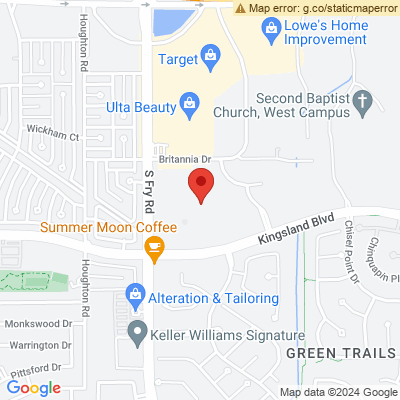 Map error: g.co/staticmaperror
Lowe's Home
Improvement
Houghton Rd
Target
Ulta Beauty
Second Baptist
Church, West Campus
Wickham Ct
Britannia Dr
S Fry Rd
Kingsland Blvd
Summer Moon Coffee
Chisel Point Dr
Chinquapin Pl
Houghton Rd
Alteration & Tailoring
Monkswood Dr
Keller Williams Signature
Warrington Dr
GREEN TRAILS
Pittsford Dr
Google
Map data ©2024 Google